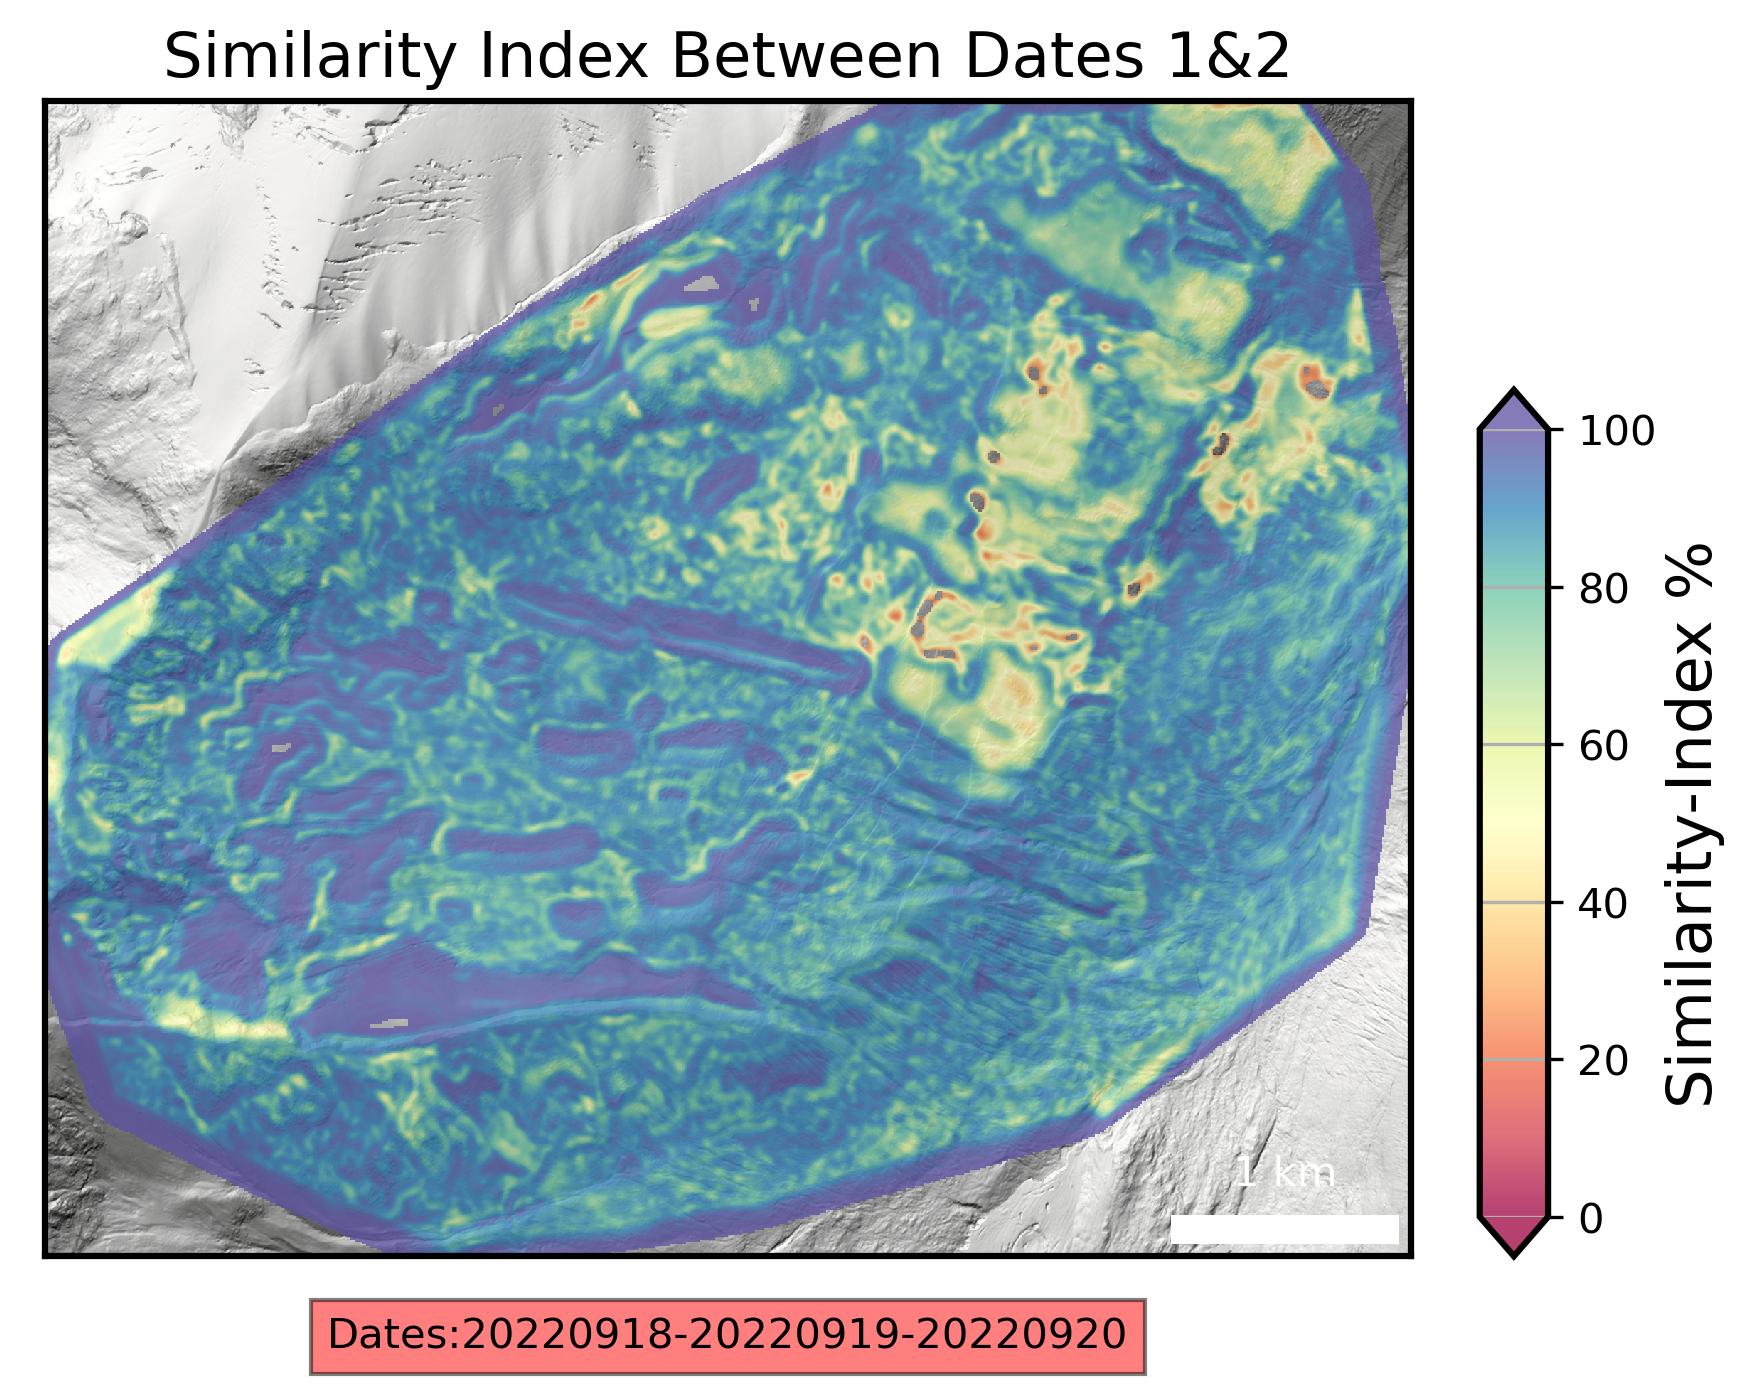 Similarity Index Between Dates 1&2
100
80
60
40
20
0
Similarity-Index %
1 km
Dates:20220918-20220919-20220920